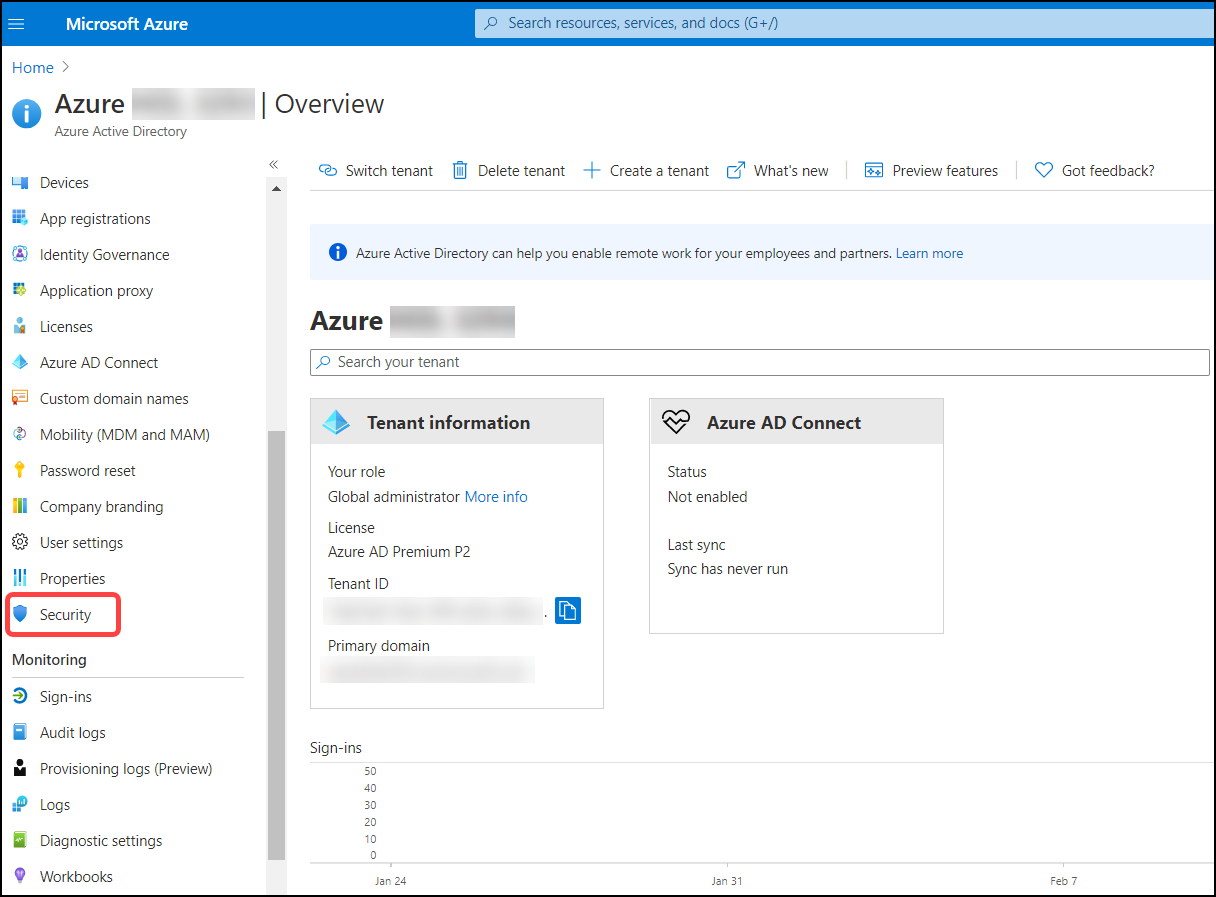 Microsoft Azure
Search resources, services, and docs (G+/)
Home >
Azure | Overview
Azure Active Directory
«
Devices
App registrations
Identity Governance
Application proxy
Licenses
Azure AD Connect
Custom domain names
Mobility (MDM and MAM)
Password reset
Company branding
User settings
Properties
Security
Monitoring
Sign-ins
Audit logs
Provisioning logs (Preview)
Logs
Diagnostic settings
Workbooks
Switch tenant
Delete tenant
Create a tenant
What's new
Preview features
Got feedback?
Azure Active Directory can help you enable remote work for your employees and partners. Learn more
Azure
Search your tenant
Tenant information
Your role
Global administrator More info
License
Azure AD Premium P2
Tenant ID
Primary domain
Azure AD Connect
Status
Not enabled
Last sync
Sync has never run
Sign-ins
50
40
30
20
10
0
Jan 24
Jan 31
Feb 7